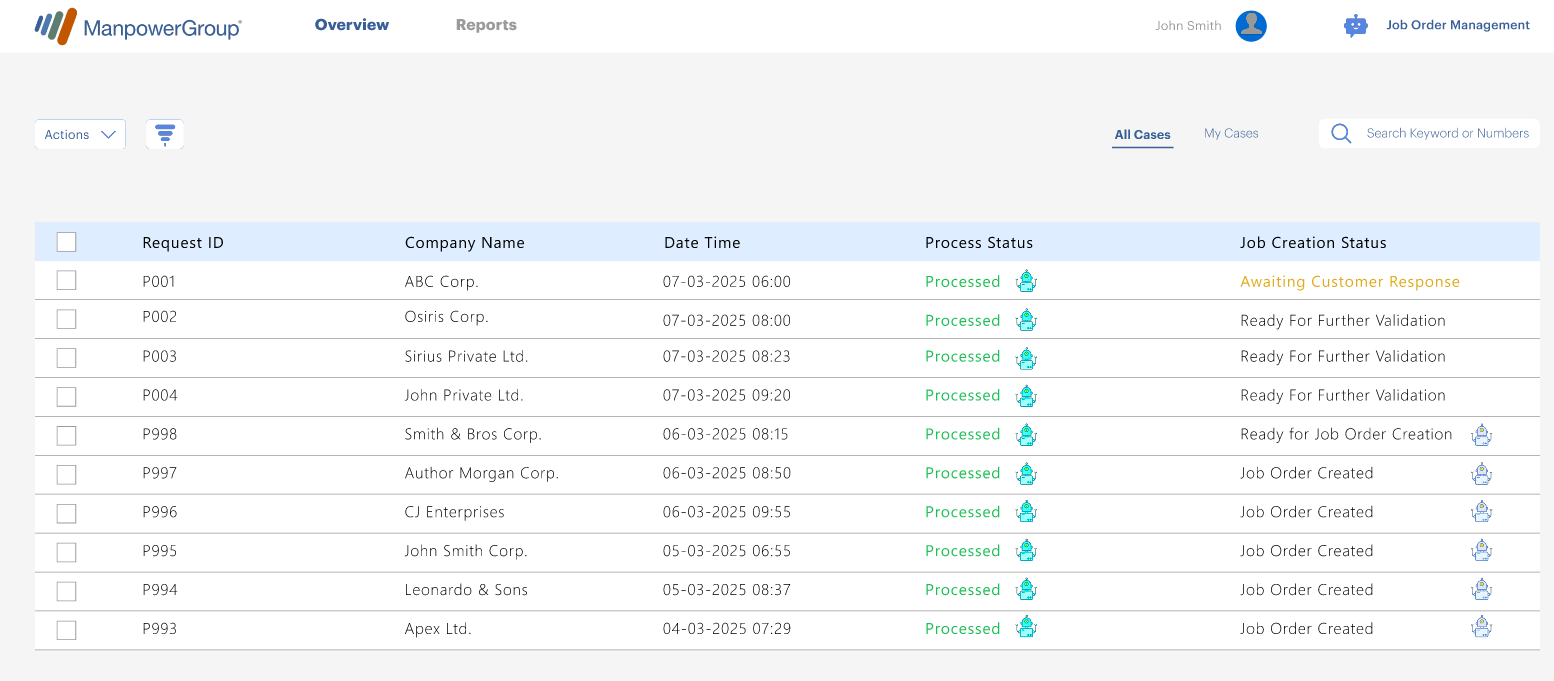 ManpowerGroup® Overview Reports John Smith Job Order Management
Actions All Cases My Cases Search Keyword or Numbers
Request ID Company Name Date Time Process Status Job Creation Status
P001 ABC Corp. 07-03-2025 06:00 Processed Awaiting Customer Response
P002 Osiris Corp. 07-03-2025 08:00 Processed Ready For Further Validation
P003 Sirius Private Ltd. 07-03-2025 08:23 Processed Ready For Further Validation
P004 John Private Ltd. 07-03-2025 09:20 Processed Ready For Further Validation
P998 Smith & Bros Corp. 06-03-2025 08:15 Processed Ready for Job Order Creation
P997 Author Morgan Corp. 06-03-2025 08:50 Processed Job Order Created
P996 CJ Enterprises 06-03-2025 09:55 Processed Job Order Created
P995 John Smith Corp. 05-03-2025 06:55 Processed Job Order Created
P994 Leonardo & Sons 05-03-2025 08:37 Processed Job Order Created
P993 Apex Ltd. 04-03-2025 07:29 Processed Job Order Created